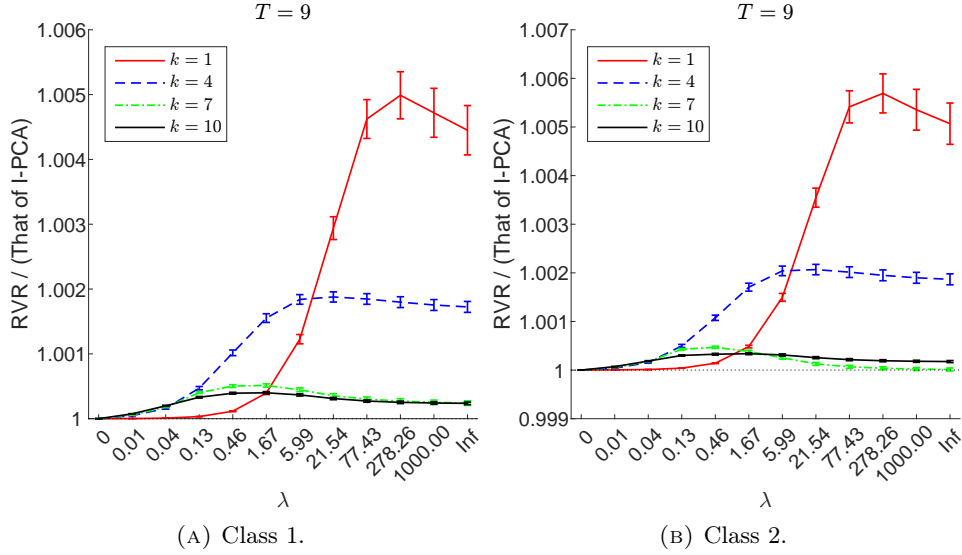 T = 9
RVR / (That of I-PCA)
1.006
1.005
1.004
1.003
1.002
1.001
1
k = 1
k = 4
k = 7
k = 10
0
0.01
0.04
0.13
0.46
1.67
5.99
21.54
77.43
278.26
1000.00
Inf
λ
(A) Class 1.
T = 9
RVR / (That of I-PCA)
1.007
1.006
1.005
1.004
1.003
1.002
1.001
1
0.999
k = 1
k = 4
k = 7
k = 10
0
0.01
0.04
0.13
0.46
1.67
5.99
21.54
77.43
278.26
1000.00
Inf
λ
(B) Class 2.